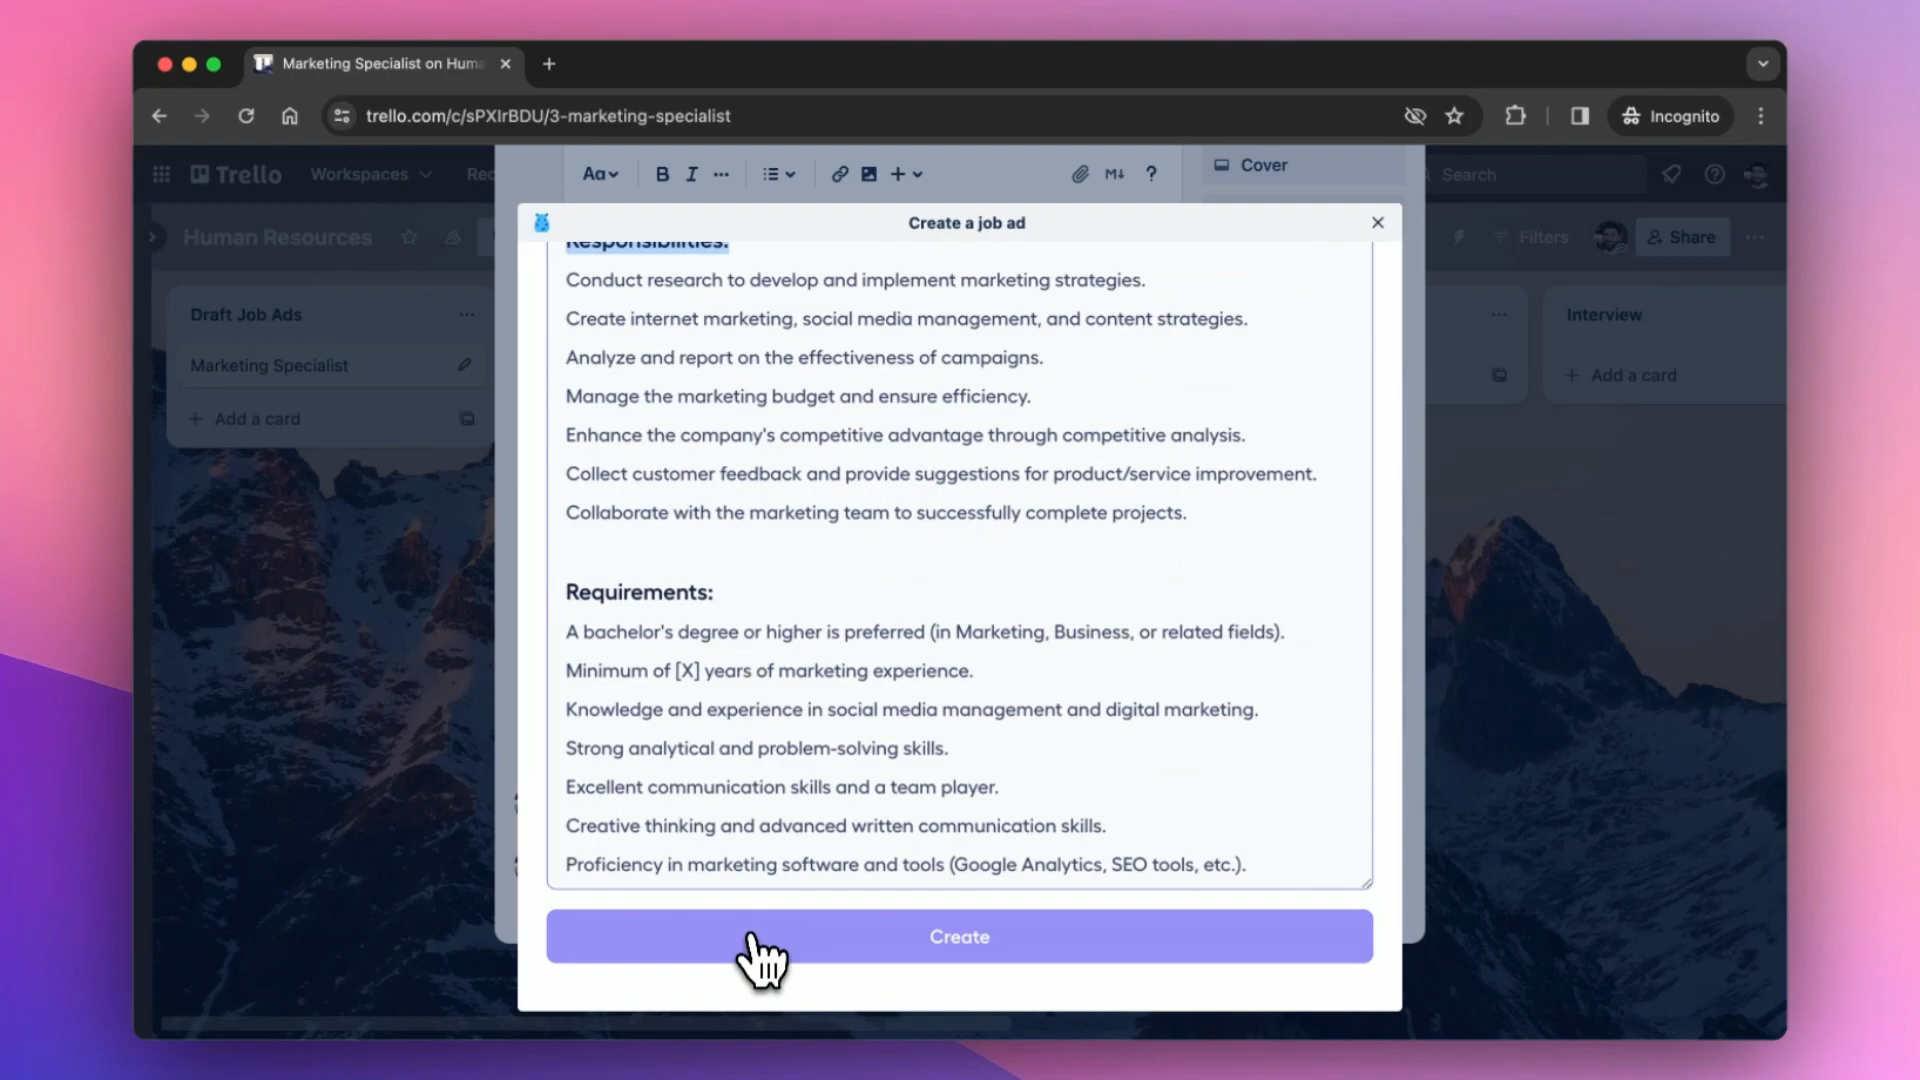 Marketing Specialist on Huma
trello.com/c/sPXIrBDU/3-marketing-specialist
Incognito
Trello
Workspaces
Rec
Aa
B
I
M↓
?
Cover
Search
Create a job ad
Human Resources
Filters
Share
Responsibilities:
Conduct research to develop and implement marketing strategies.
Create internet marketing, social media management, and content strategies.
Analyze and report on the effectiveness of campaigns.
Manage the marketing budget and ensure efficiency.
Enhance the company's competitive advantage through competitive analysis.
Collect customer feedback and provide suggestions for product/service improvement.
Collaborate with the marketing team to successfully complete projects.
Draft Job Ads
Marketing Specialist
Add a card
Interview
Add a card
Requirements:
A bachelor's degree or higher is preferred (in Marketing, Business, or related fields).
Minimum of [X] years of marketing experience.
Knowledge and experience in social media management and digital marketing.
Strong analytical and problem-solving skills.
Excellent communication skills and a team player.
Creative thinking and advanced written communication skills.
Proficiency in marketing software and tools (Google Analytics, SEO tools, etc.).
Create